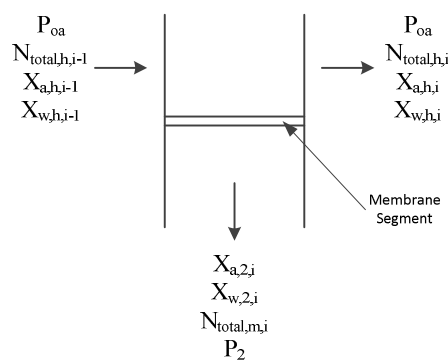 P_oa
N_total,h,i-1
X_a,h,i-1
X_w,h,i-1
P_oa
N_total,h,i
X_a,h,i
X_w,h,i
Membrane
Segment
X_a,2,i
X_w,2,i
N_total,m,i
P_2